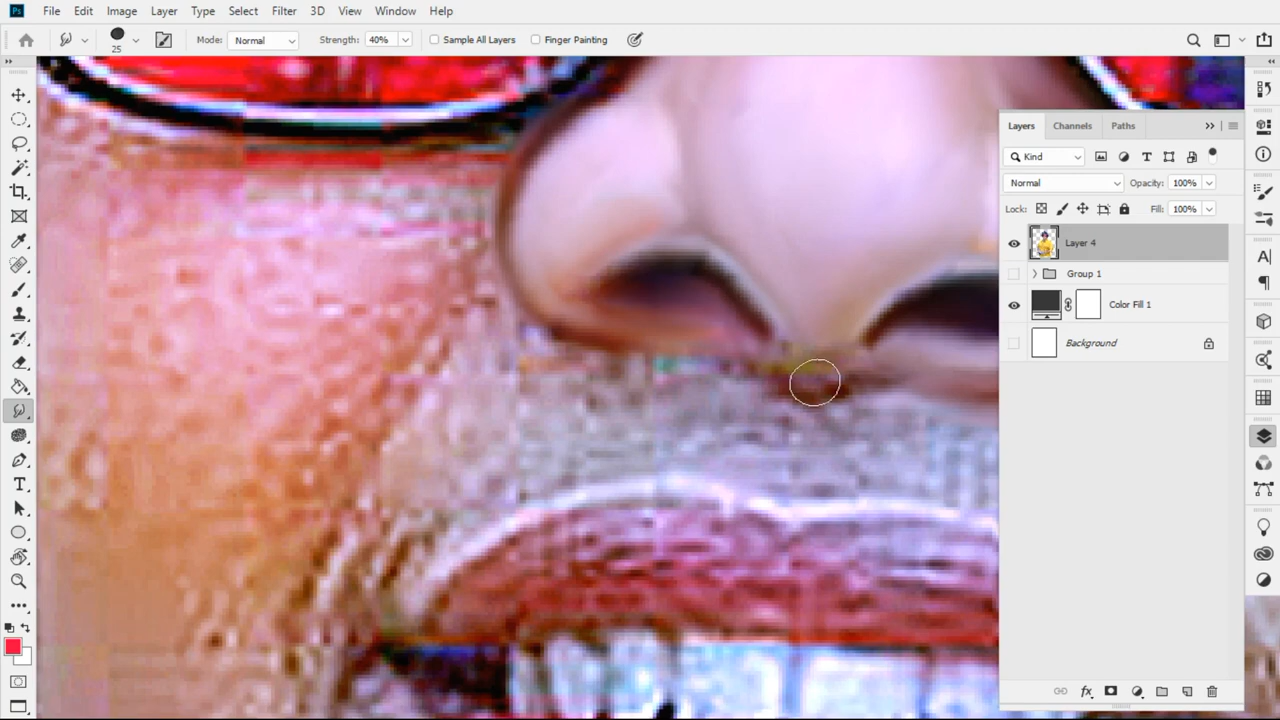 Ps File Edit Image Layer Type Select Filter 3D View Window Help
25 Mode: Normal Strength: 40% Sample All Layers Finger Painting
Layers Channels Paths
Kind
Normal Opacity: 100%
Lock: Fill: 100%
Layer 4
Group 1
Color Fill 1
Background